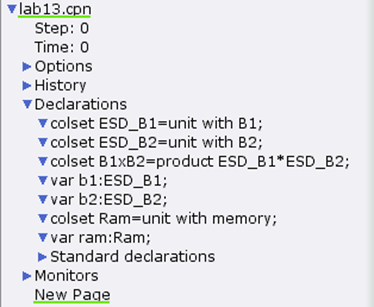 lab13.cpn
Step: 0
Time: 0
Options
History
Declarations
colset ESD_B1=unit with B1;
colset ESD_B2=unit with B2;
colset B1xB2=product ESD_B1*ESD_B2;
var b1:ESD_B1;
var b2:ESD_B2;
colset Ram=unit with memory;
var ram:Ram;
Standard declarations
Monitors
New Page